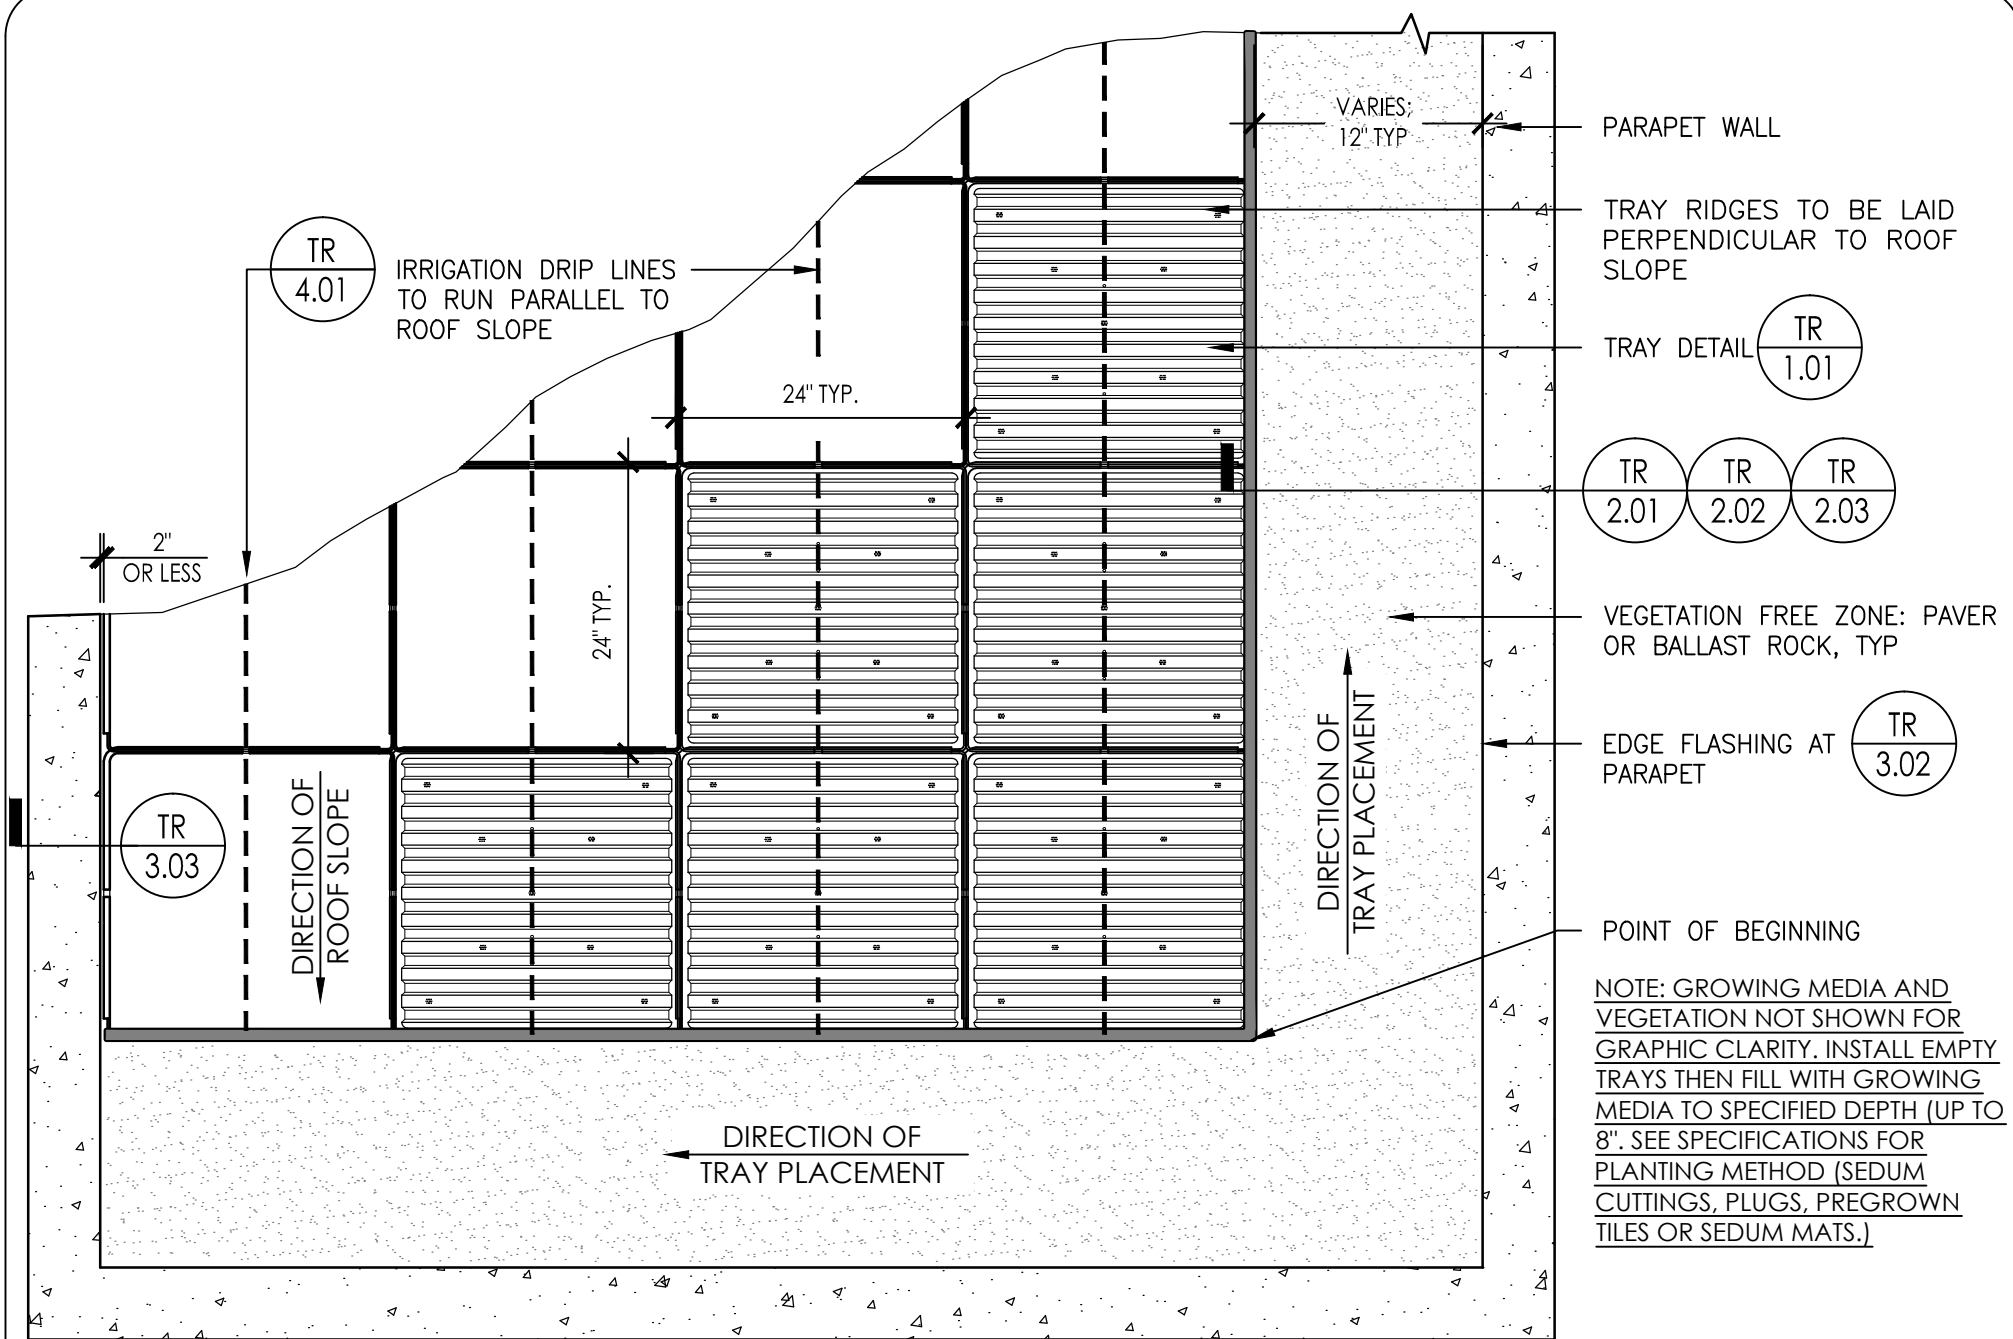 VARIES;
12" TYP
PARAPET WALL
TRAY RIDGES TO BE LAID
PERPENDICULAR TO ROOF
SLOPE
TR
4.01
IRRIGATION DRIP LINES
TO RUN PARALLEL TO
ROOF SLOPE
TRAY DETAIL
TR
1.01
24" TYP.
TR
2.01
TR
2.02
TR
2.03
2"
OR LESS
24" TYP.
VEGETATION FREE ZONE: PAVER
OR BALLAST ROCK, TYP
DIRECTION OF
TRAY PLACEMENT
EDGE FLASHING AT
PARAPET
TR
3.02
TR
3.03
DIRECTION OF
ROOF SLOPE
POINT OF BEGINNING
NOTE: GROWING MEDIA AND
VEGETATION NOT SHOWN FOR
GRAPHIC CLARITY. INSTALL EMPTY
TRAYS THEN FILL WITH GROWING
MEDIA TO SPECIFIED DEPTH (UP TO
8". SEE SPECIFICATIONS FOR
PLANTING METHOD (SEDUM
CUTTINGS, PLUGS, PREGROWN
TILES OR SEDUM MATS.)
DIRECTION OF
TRAY PLACEMENT